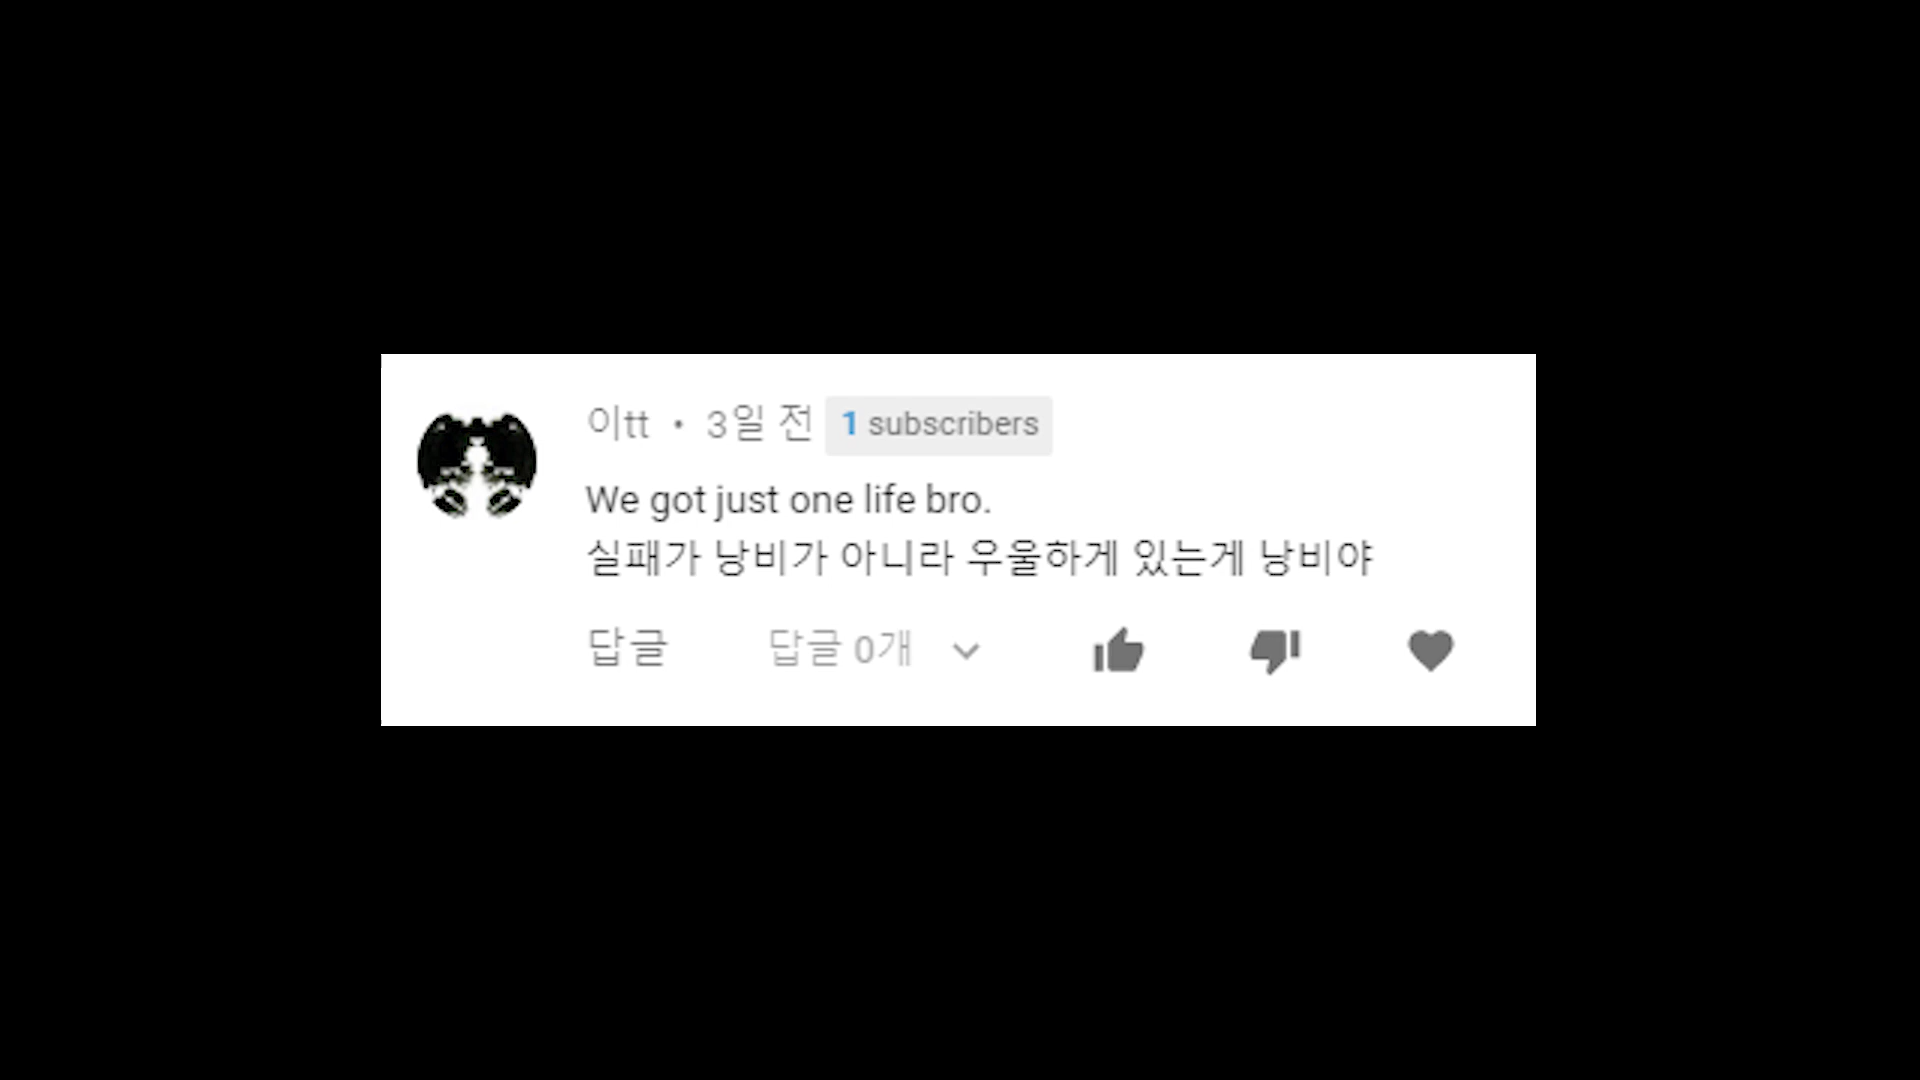 이tt • 3일 전 1 subscribers
We got just one life bro.
실패가 낭비가 아니라 우울하게 있는게 낭비야
답글 답글 0개